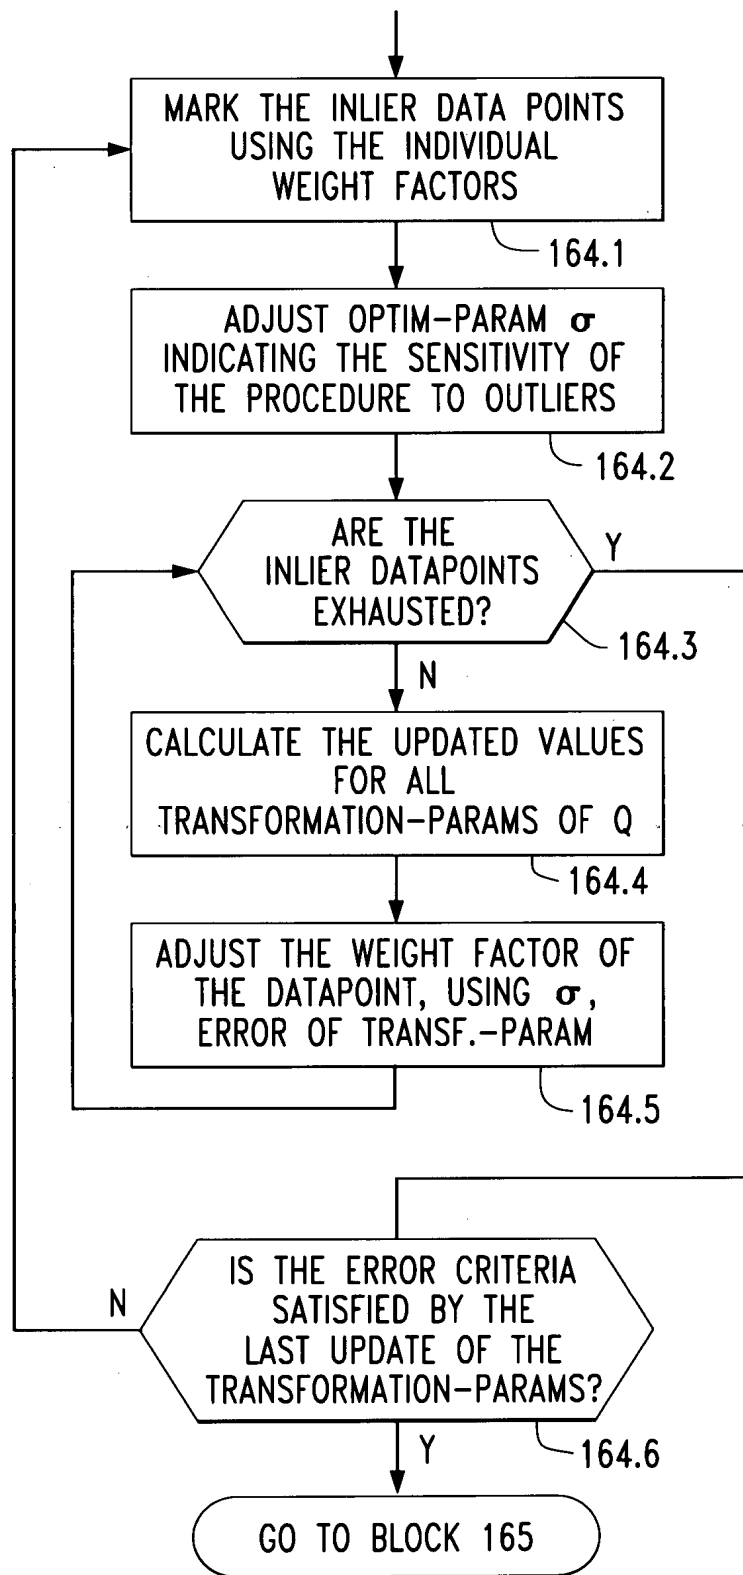 MARK THE INLIER DATA POINTS
USING THE INDIVIDUAL
WEIGHT FACTORS
164.1
ADJUST OPTIM-PARAM σ
INDICATING THE SENSITIVITY OF
THE PROCEDURE TO OUTLIERS
164.2
ARE THE
INLIER DATAPOINTS
EXHAUSTED?
Y
164.3
N
CALCULATE THE UPDATED VALUES
FOR ALL
TRANSFORMATION-PARAMS OF Q
164.4
ADJUST THE WEIGHT FACTOR OF
THE DATAPOINT, USING σ,
ERROR OF TRANSF.-PARAM
164.5
N
IS THE ERROR CRITERIA
SATISFIED BY THE
LAST UPDATE OF THE
TRANSFORMATION-PARAMS?
164.6
Y
GO TO BLOCK 165